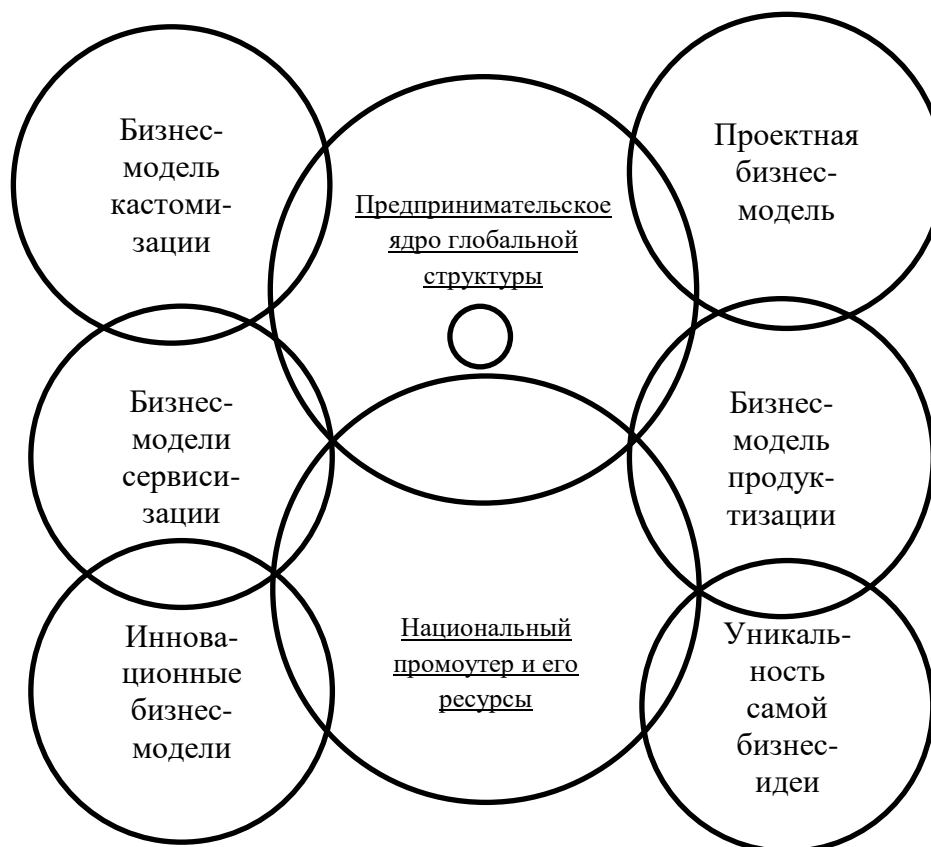 Бизнес-
модель
кастоми-
зации
Предпринимательское
ядро глобальной
структуры
Проектная
бизнес-
модель
Бизнес-
модели
сервиси-
зации
Бизнес-
модель
продук-
тизации
Иннова-
ционные
бизнес-
модели
Национальный
промоутер и его
ресурсы
Уникаль-
ность
самой
бизнес-
идеи